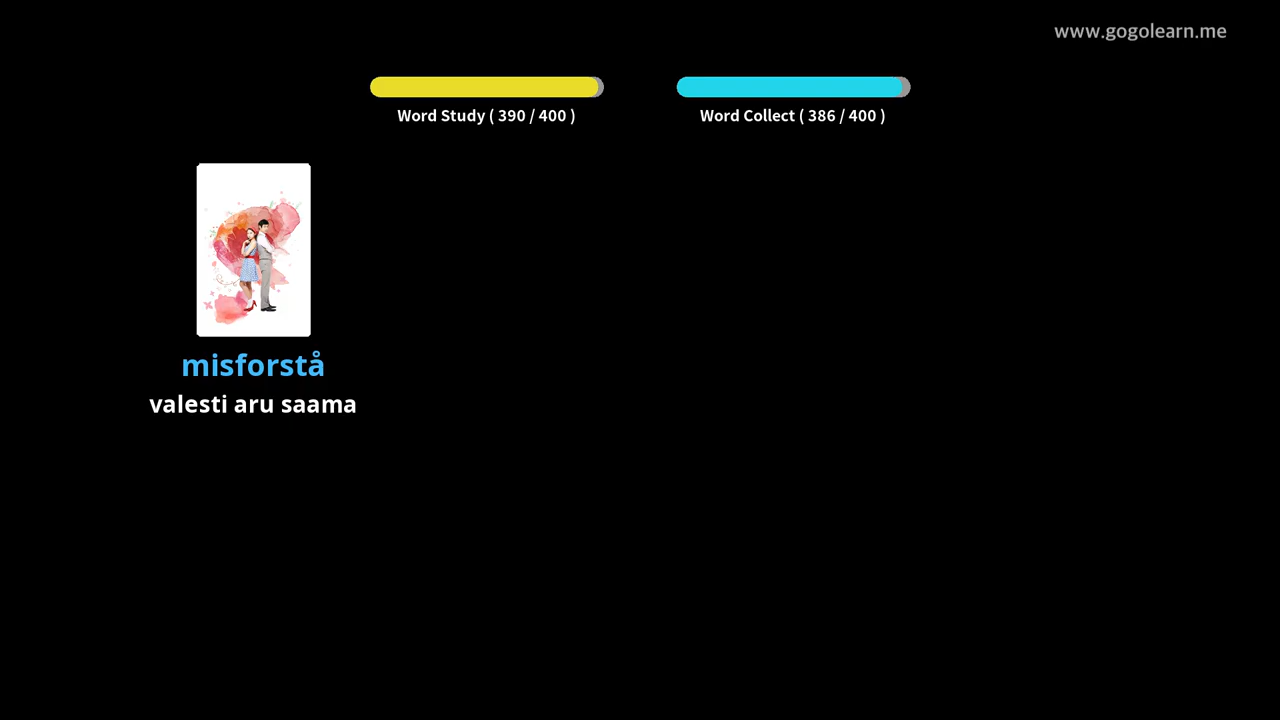 www.gogolearn.me
Word Study ( 390 / 400 )
Word Collect ( 386 / 400 )
misforstå
valesti aru saama